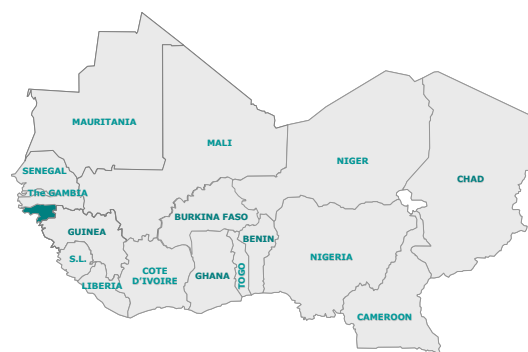 MAURITANIA
MALI
NIGER
CHAD
SENEGAL
The GAMBIA
GUINEA
BURKINA FASO
S.L.
LIBERIA
COTE
D'IVOIRE
GHANA
TOGO
BENIN
NIGERIA
CAMEROON